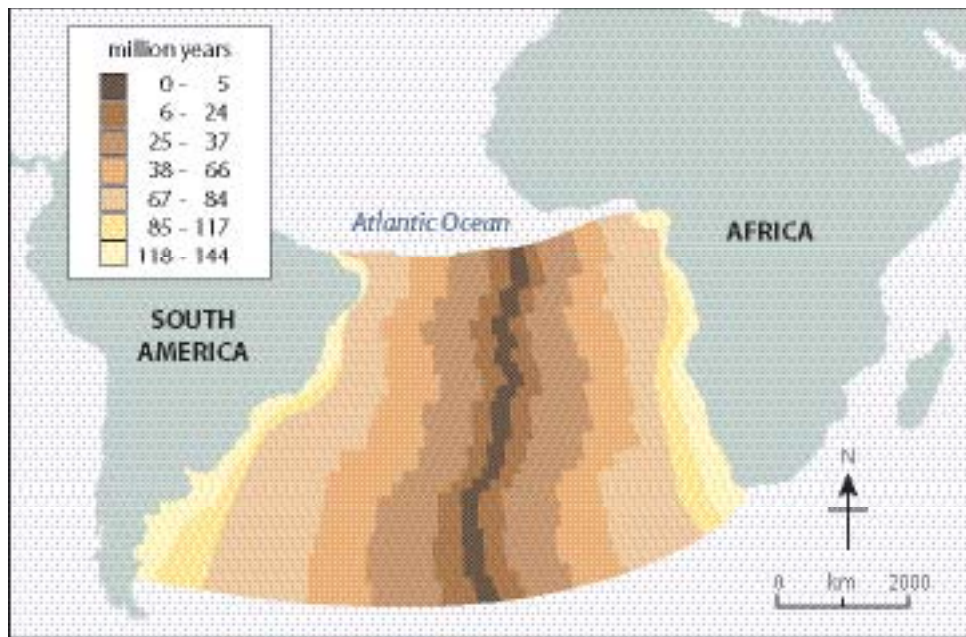 million years
0 - 5
6 - 24
25 - 37
38 - 66
67 - 84
85 - 117
118 - 144
Atlantic Ocean
AFRICA
SOUTH
AMERICA
N
0 km 2000